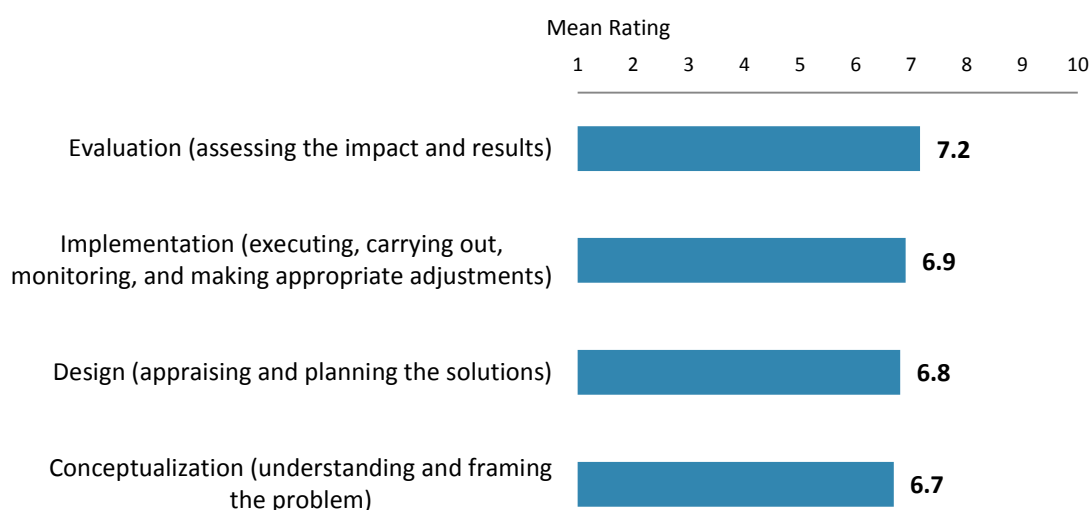 Mean Rating
1 2 3 4 5 6 7 8 9 10
Evaluation (assessing the impact and results)
7.2
Implementation (executing, carrying out,
monitoring, and making appropriate adjustments)
6.9
Design (appraising and planning the solutions)
6.8
Conceptualization (understanding and framing
the problem)
6.7